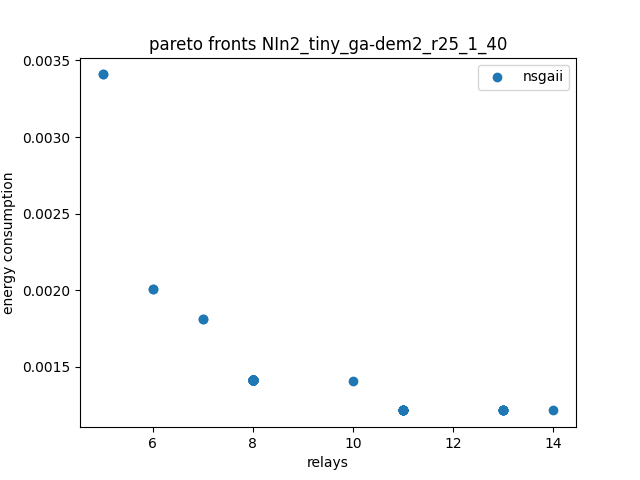 pareto fronts NIn2_tiny_ga-dem2_r25_1_40
nsgaii
0.0035
0.0030
0.0025
0.0020
0.0015
energy consumption
6 8 10 12 14
relays